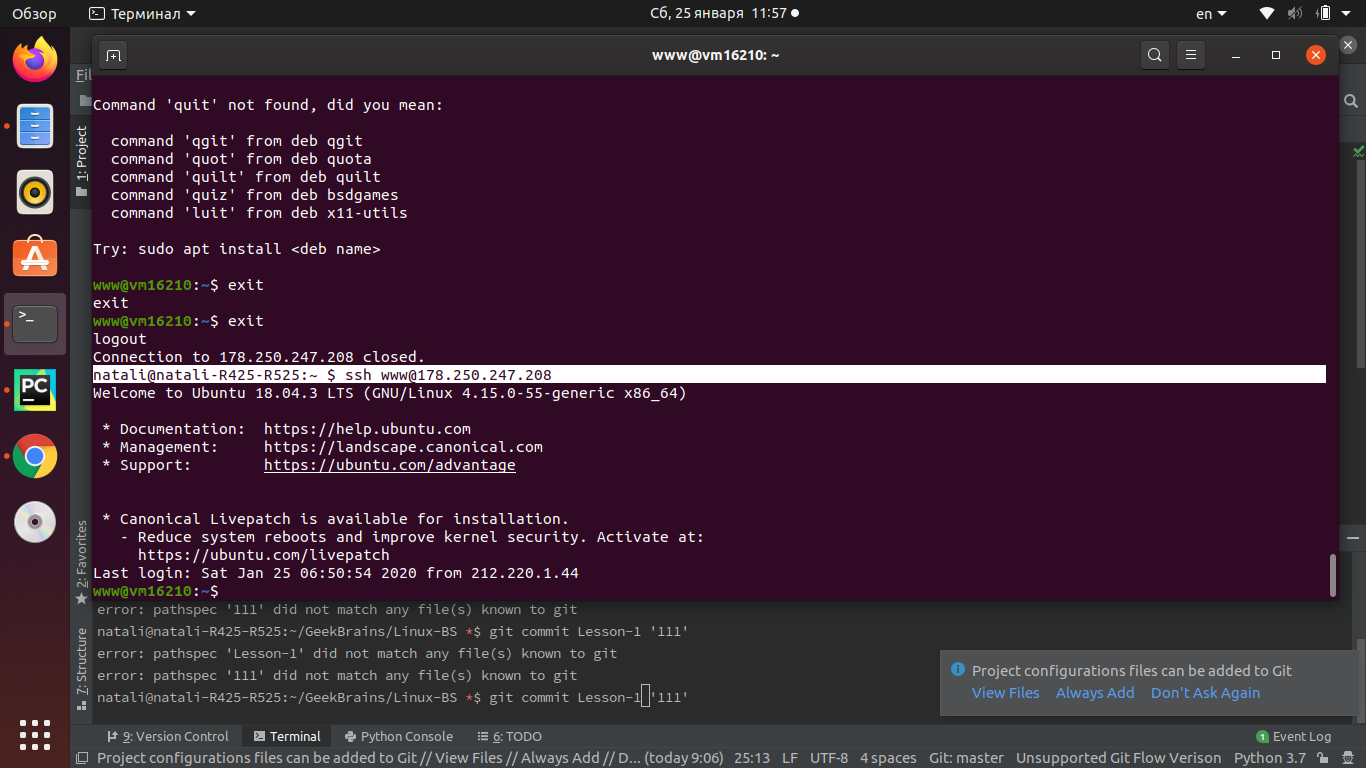 Обзор Терминал Сб, 25 января 11:57 en
www@vm16210: ~
Fil
1: Project
Command 'quit' not found, did you mean:
command 'qgit' from deb qgit
command 'quot' from deb quota
command 'quilt' from deb quilt
command 'quiz' from deb bsdgames
command 'luit' from deb x11-utils
Try: sudo apt install <deb name>
www@vm16210:~$ exit
exit
www@vm16210:~$ exit
logout
Connection to 178.250.247.208 closed.
natali@natali-R425-R525:~ $ ssh www@178.250.247.208
Welcome to Ubuntu 18.04.3 LTS (GNU/Linux 4.15.0-55-generic x86_64)
* Documentation: https://help.ubuntu.com
* Management: https://landscape.canonical.com
* Support: https://ubuntu.com/advantage
* Canonical Livepatch is available for installation.
- Reduce system reboots and improve kernel security. Activate at:
https://ubuntu.com/livepatch
Last login: Sat Jan 25 06:50:54 2020 from 212.220.1.44
www@vm16210:~$
2: Favorites
7: Structure
error: pathspec '111' did not match any file(s) known to git
natali@natali-R425-R525:~/GeekBrains/Linux-BS *$ git commit Lesson-1 '111'
error: pathspec 'Lesson-1' did not match any file(s) known to git
error: pathspec '111' did not match any file(s) known to git
natali@natali-R425-R525:~/GeekBrains/Linux-BS *$ git commit Lesson-1 '111'
Project configurations files can be added to Git
View Files Always Add Don't Ask Again
9: Version Control Terminal Python Console 6: TODO 1 Event Log
Project configurations files can be added to Git // View Files // Always Add // D... (today 9:06) 25:13 LF UTF-8 4 spaces Git: master Unsupported Git Flow Verison Python 3.7